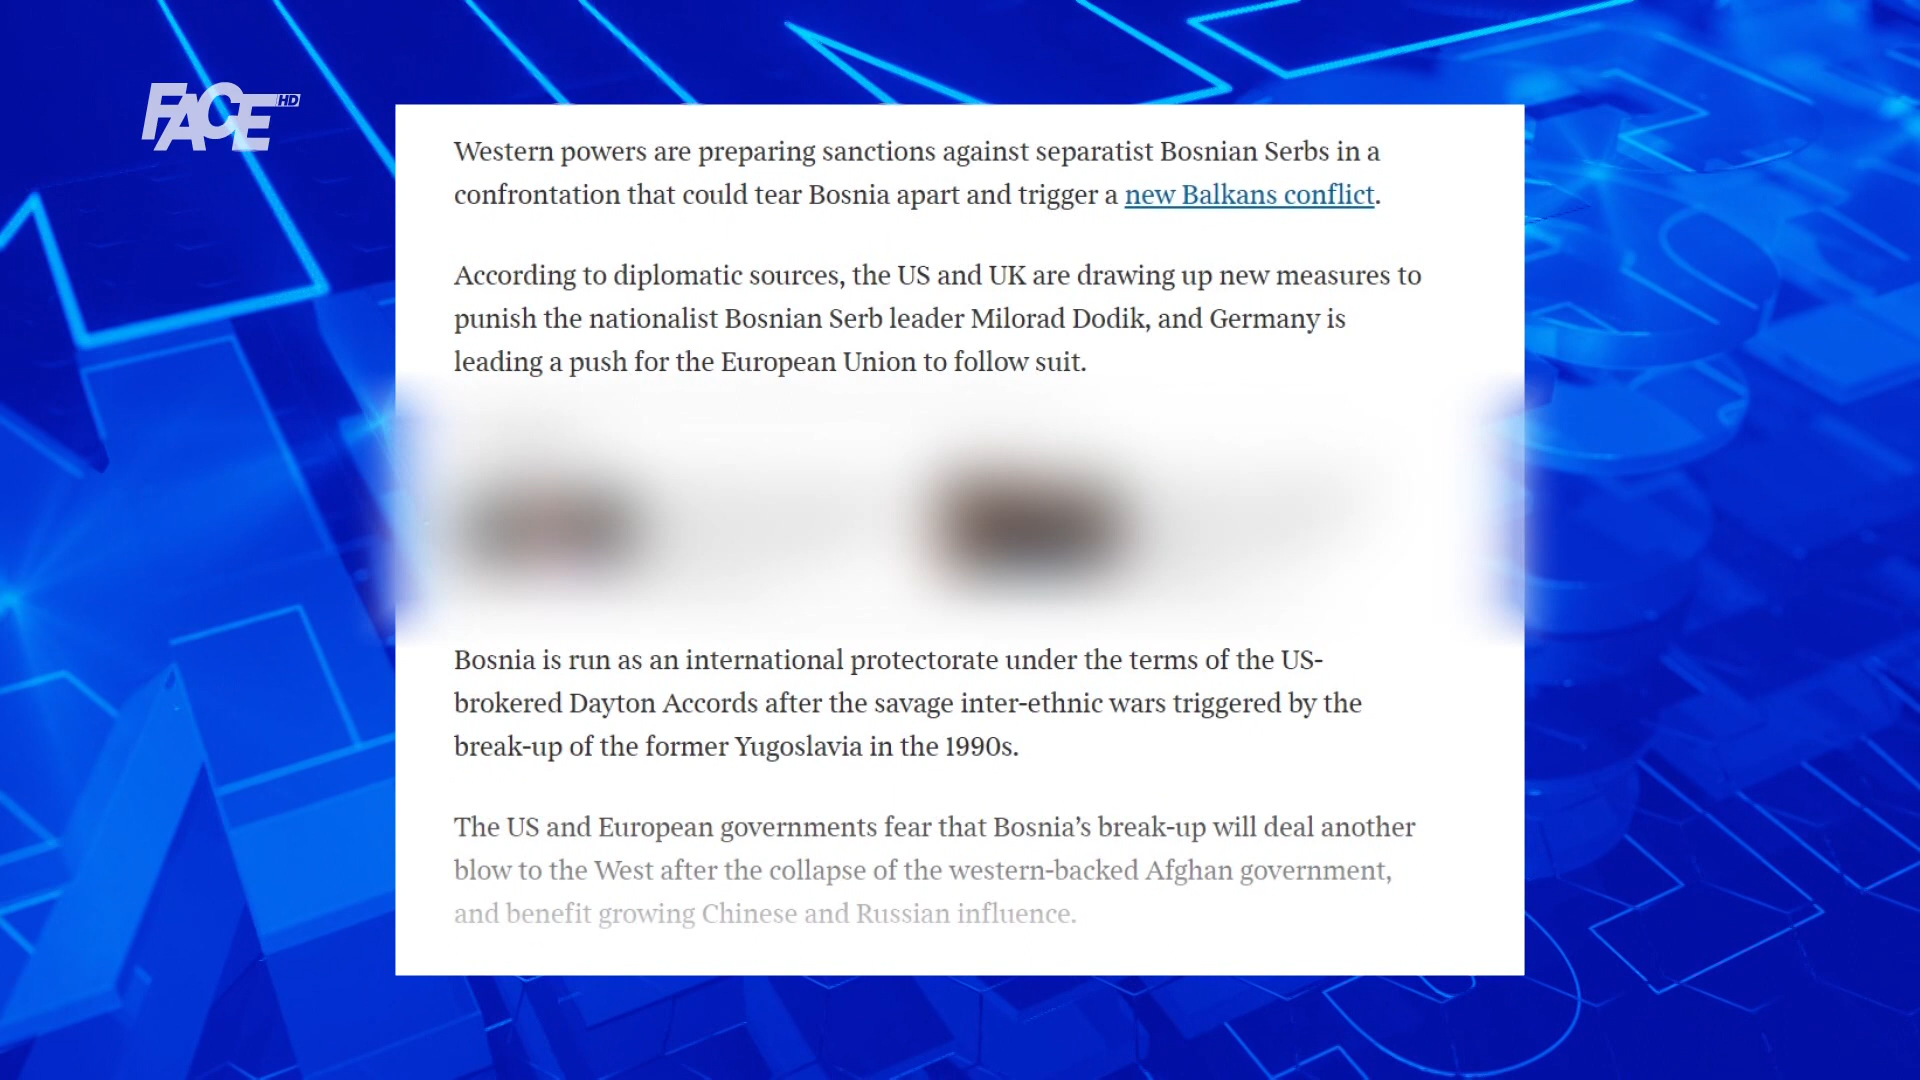 FACE HD
Western powers are preparing sanctions against separatist Bosnian Serbs in a
confrontation that could tear Bosnia apart and trigger a new Balkans conflict.
According to diplomatic sources, the US and UK are drawing up new measures to
punish the nationalist Bosnian Serb leader Milorad Dodik, and Germany is
leading a push for the European Union to follow suit.
Bosnia is run as an international protectorate under the terms of the US-
brokered Dayton Accords after the savage inter-ethnic wars triggered by the
break-up of the former Yugoslavia in the 1990s.
The US and European governments fear that Bosnia’s break-up will deal another
blow to the West after the collapse of the western-backed Afghan government,
and benefit growing Chinese and Russian influence.